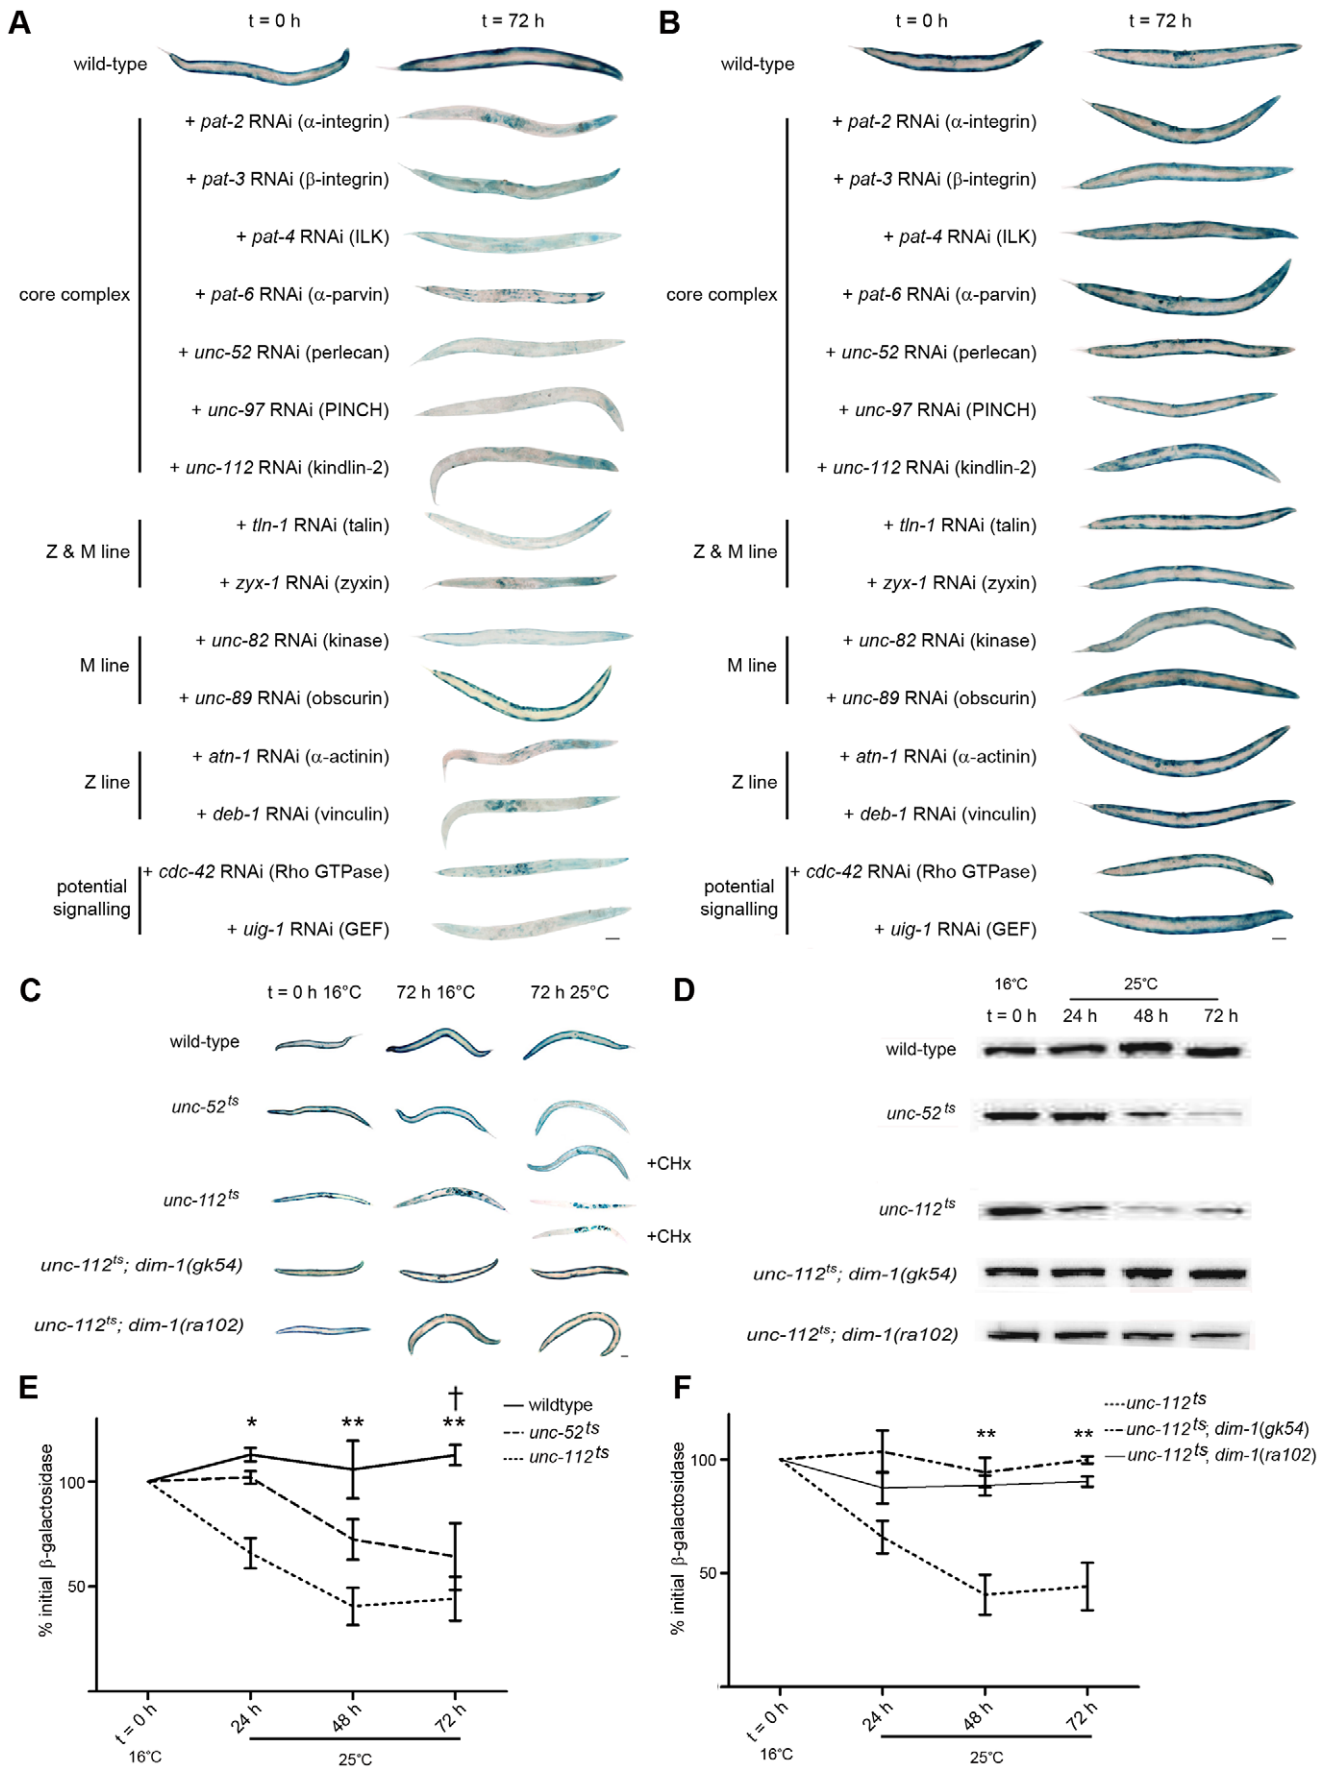 A
t = 0 h
t = 72 h
wild-type
+ pat-2 RNAi (α-integrin)
+ pat-3 RNAi (β-integrin)
+ pat-4 RNAi (ILK)
core complex
+ pat-6 RNAi (α-parvin)
+ unc-52 RNAi (perlecan)
+ unc-97 RNAi (PINCH)
+ unc-112 RNAi (kindlin-2)
+ tln-1 RNAi (talin)
Z & M line
+ zyx-1 RNAi (zyxin)
+ unc-82 RNAi (kinase)
M line
+ unc-89 RNAi (obscurin)
+ atn-1 RNAi (α-actinin)
Z line
+ deb-1 RNAi (vinculin)
+ cdc-42 RNAi (Rho GTPase)
potential
signalling
+ uig-1 RNAi (GEF)
B
t = 0 h
t = 72 h
wild-type
+ pat-2 RNAi (α-integrin)
+ pat-3 RNAi (β-integrin)
+ pat-4 RNAi (ILK)
core complex
+ pat-6 RNAi (α-parvin)
+ unc-52 RNAi (perlecan)
+ unc-97 RNAi (PINCH)
+ unc-112 RNAi (kindlin-2)
+ tln-1 RNAi (talin)
Z & M line
+ zyx-1 RNAi (zyxin)
+ unc-82 RNAi (kinase)
M line
+ unc-89 RNAi (obscurin)
+ atn-1 RNAi (α-actinin)
Z line
+ deb-1 RNAi (vinculin)
+ cdc-42 RNAi (Rho GTPase)
potential
signalling
+ uig-1 RNAi (GEF)
C
t = 0 h 16°C
72 h 16°C
72 h 25°C
wild-type
unc-52ts
+CHx
unc-112ts
+CHx
unc-112ts; dim-1(gk54)
unc-112ts; dim-1(ra102)
D
16°C
25°C
t = 0 h
24 h
48 h
72 h
wild-type
unc-52ts
unc-112ts
unc-112ts; dim-1(gk54)
unc-112ts; dim-1(ra102)
E
% initial β-galactosidase
100
50
*
**
†
**
wildtype
unc-52ts
unc-112ts
t = 0 h
24 h
48 h
72 h
16°C
25°C
F
% initial β-galactosidase
100
50
**
**
unc-112ts
unc-112ts; dim-1(gk54)
unc-112ts; dim-1(ra102)
t = 0 h
24 h
48 h
72 h
16°C
25°C